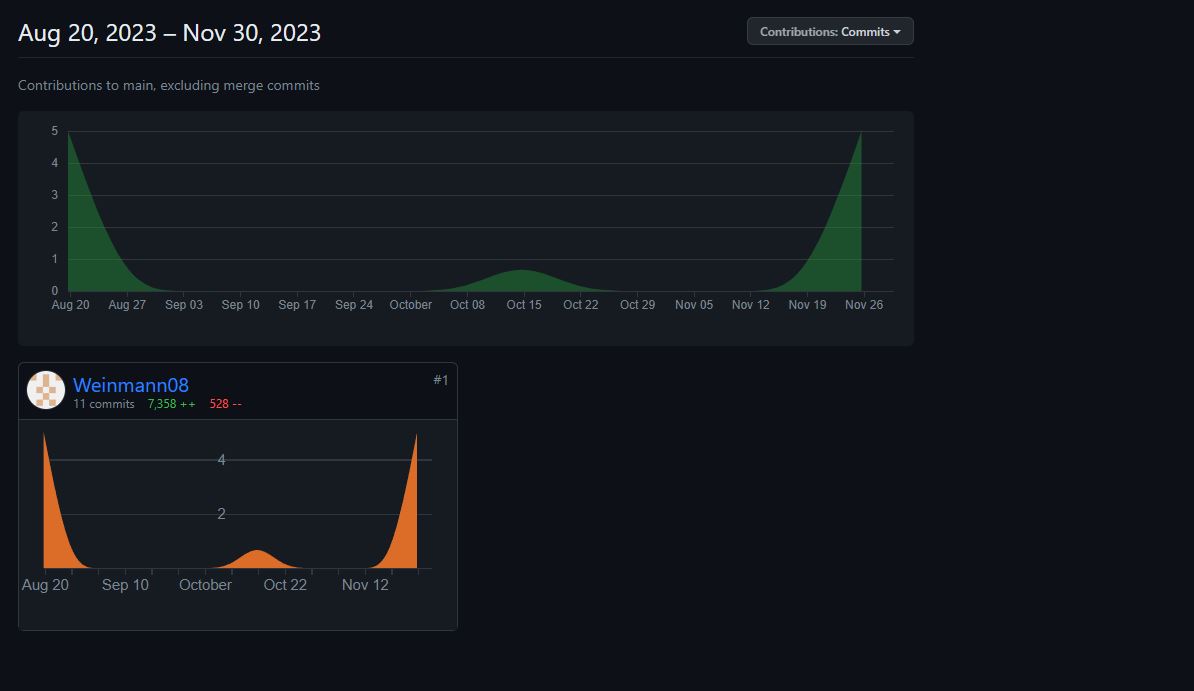 Aug 20, 2023 – Nov 30, 2023
Contributions: Commits
Contributions to main, excluding merge commits
5
4
3
2
1
0
Aug 20 Aug 27 Sep 03 Sep 10 Sep 17 Sep 24 October Oct 08 Oct 15 Oct 22 Oct 29 Nov 05 Nov 12 Nov 19 Nov 26
Weinmann08
#1
11 commits 7,358 ++ 528 --
4
2
Aug 20 Sep 10 October Oct 22 Nov 12